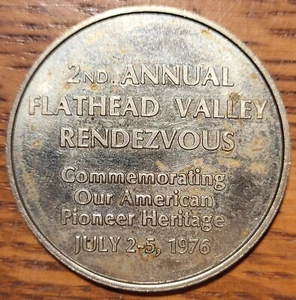 2ND. ANNUAL
FLATHEAD VALLEY
RENDEZVOUS
Commemorating
Our American
Pioneer Heritage
JULY 2-5, 1976